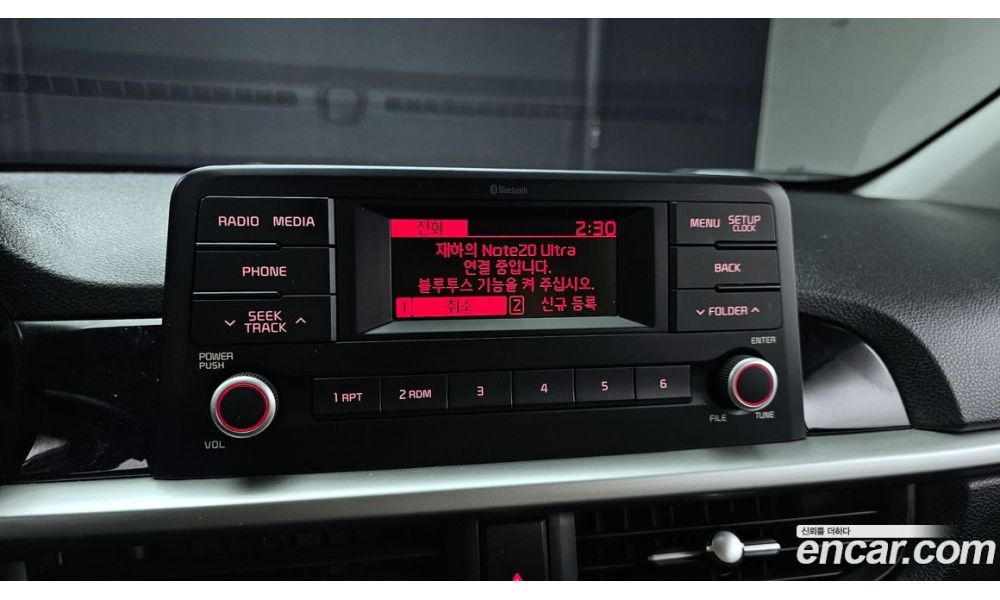 Bluetooth
RADIO MEDIA
전화 2:30
MENU SETUP
CLOCK
재하의 Note20 Ultra
PHONE
연결 중입니다.
BACK
블루투스 기능을 켜 주십시오.
SEEK
TRACK
1 취소 2 신규 등록
FOLDER
POWER
PUSH
ENTER
1 RPT 2 RDM 3 4 5 6
VOL
FILE TUNE
신뢰를 더하다
encar.com